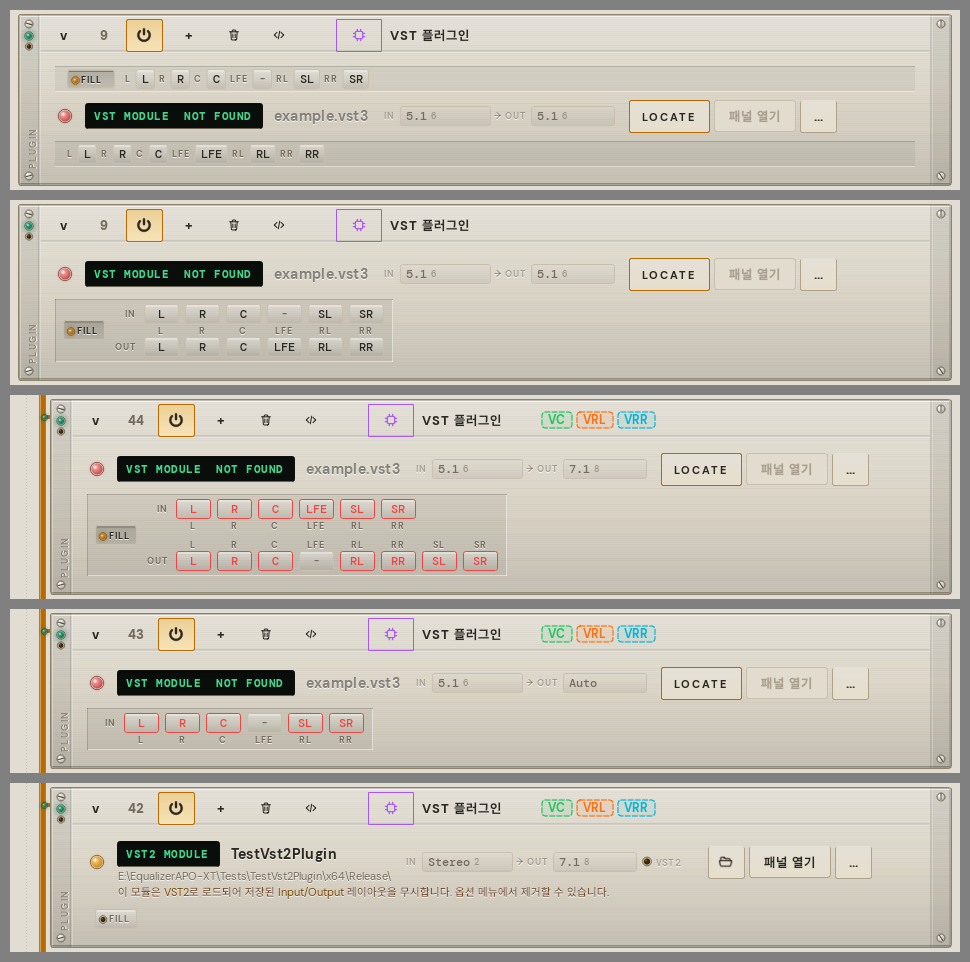 v 9 + </> VST 플러그인
FILL L L R R C C LFE - RL SL RR SR
VST MODULE NOT FOUND example.vst3 IN 5.1 6 → OUT 5.1 6 LOCATE 패널 열기 ...
L L R R C C LFE LFE RL RL RR RR
PLUGIN
v 9 + </> VST 플러그인
VST MODULE NOT FOUND example.vst3 IN 5.1 6 → OUT 5.1 6 LOCATE 패널 열기 ...
IN L R C - SL SR
FILL L R C LFE RL RR
OUT L R C LFE RL RR
PLUGIN
v 44 + </> VST 플러그인 VC VRL VRR
VST MODULE NOT FOUND example.vst3 IN 5.1 6 → OUT 7.1 8 LOCATE 패널 열기 ...
IN L R C LFE SL SR
L R C LFE RL RR
FILL
L R C LFE RL RR SL SR
OUT L R C - RL RR SL SR
PLUGIN
v 43 + </> VST 플러그인 VC VRL VRR
VST MODULE NOT FOUND example.vst3 IN 5.1 6 → OUT Auto LOCATE 패널 열기 ...
IN L R C - SL SR
L R C LFE RL RR
PLUGIN
v 42 + </> VST 플러그인 VC VRL VRR
VST2 MODULE TestVst2Plugin IN Stereo 2 → OUT 7.1 8 VST2 패널 열기 ...
E:\EqualizerAPO-XT\Tests\TestVst2Plugin\x64\Release\
이 모듈은 VST2로 로드되어 저장된 Input/Output 레이아웃을 무시합니다. 옵션 메뉴에서 제거할 수 있습니다.
FILL
PLUGIN